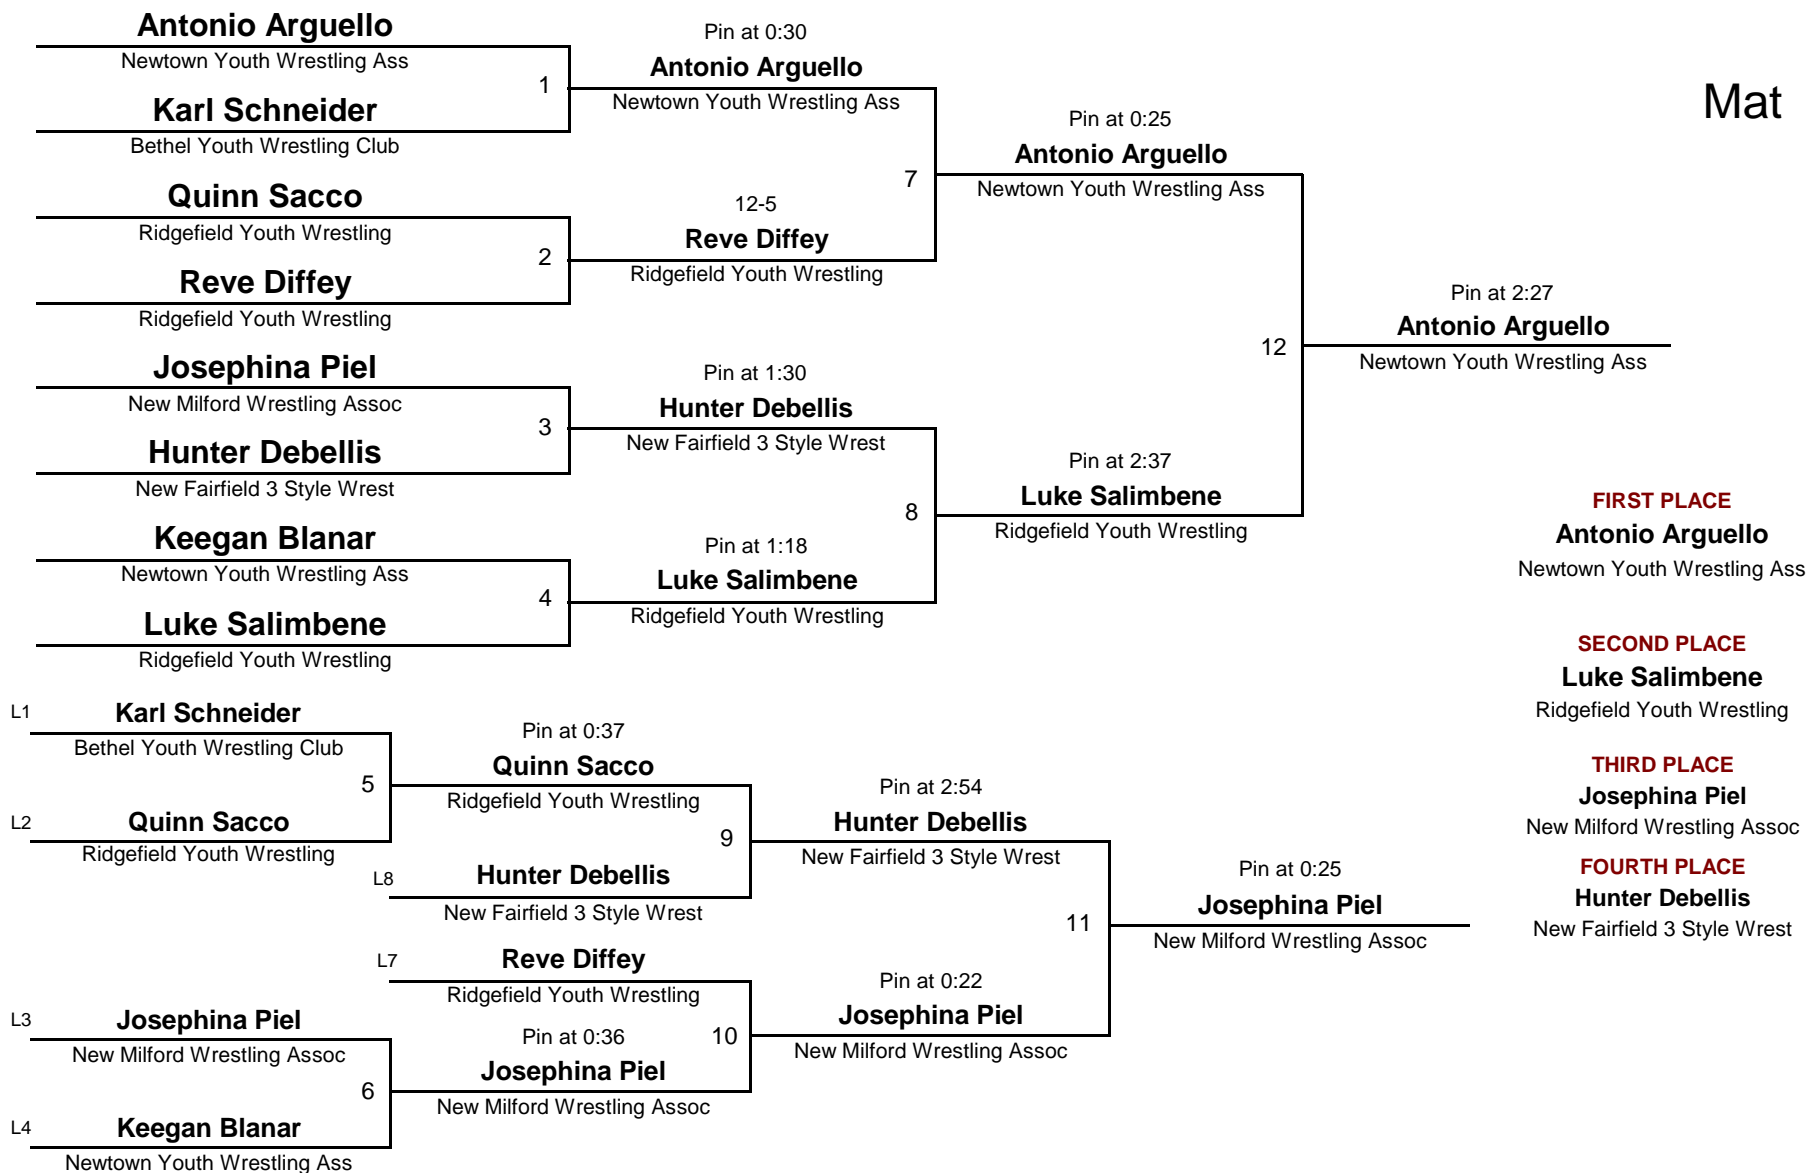 Antonio Arguello
Newtown Youth Wrestling Ass
1
Karl Schneider
Bethel Youth Wrestling Club
Quinn Sacco
Ridgefield Youth Wrestling
2
Reve Diffey
Ridgefield Youth Wrestling
Josephina Piel
New Milford Wrestling Assoc
3
Hunter Debellis
New Fairfield 3 Style Wrest
Keegan Blanar
Newtown Youth Wrestling Ass
4
Luke Salimbene
Ridgefield Youth Wrestling
Pin at 0:30
Antonio Arguello
Newtown Youth Wrestling Ass
7
12-5
Reve Diffey
Ridgefield Youth Wrestling
Pin at 1:30
Hunter Debellis
New Fairfield 3 Style Wrest
8
Pin at 1:18
Luke Salimbene
Ridgefield Youth Wrestling
Pin at 0:25
Antonio Arguello
Newtown Youth Wrestling Ass
12
Pin at 2:37
Luke Salimbene
Ridgefield Youth Wrestling
Pin at 2:27
Antonio Arguello
Newtown Youth Wrestling Ass
Mat
FIRST PLACE
Antonio Arguello
Newtown Youth Wrestling Ass
SECOND PLACE
Luke Salimbene
Ridgefield Youth Wrestling
THIRD PLACE
Josephina Piel
New Milford Wrestling Assoc
FOURTH PLACE
Hunter Debellis
New Fairfield 3 Style Wrest
L1 Karl Schneider
Bethel Youth Wrestling Club
5
L2 Quinn Sacco
Ridgefield Youth Wrestling
L3 Josephina Piel
New Milford Wrestling Assoc
6
L4 Keegan Blanar
Newtown Youth Wrestling Ass
Pin at 0:37
Quinn Sacco
Ridgefield Youth Wrestling
9
L8 Hunter Debellis
New Fairfield 3 Style Wrest
L7 Reve Diffey
Ridgefield Youth Wrestling
10
Pin at 0:36
Josephina Piel
New Milford Wrestling Assoc
Pin at 2:54
Hunter Debellis
New Fairfield 3 Style Wrest
11
Pin at 0:22
Josephina Piel
New Milford Wrestling Assoc
Pin at 0:25
Josephina Piel
New Milford Wrestling Assoc